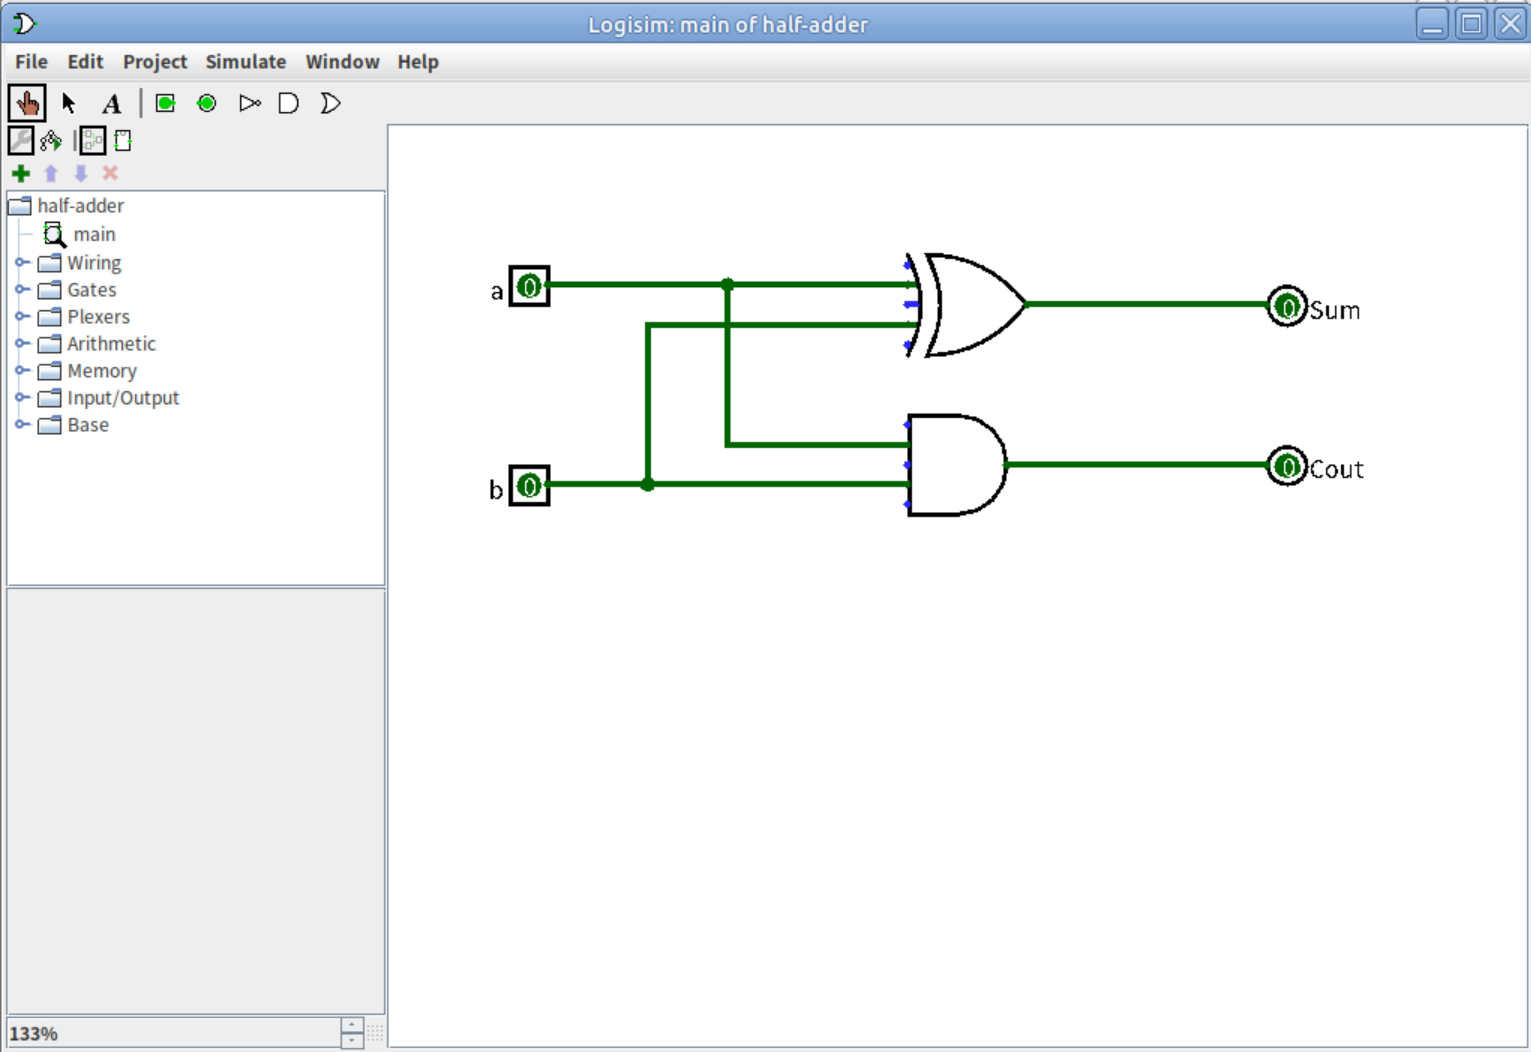 Logisim: main of half-adder
File Edit Project Simulate Window Help
A
half-adder
main
Wiring
Gates
Plexers
Arithmetic
Memory
Input/Output
Base
a 0
0 Sum
b 0
0 Cout
133%